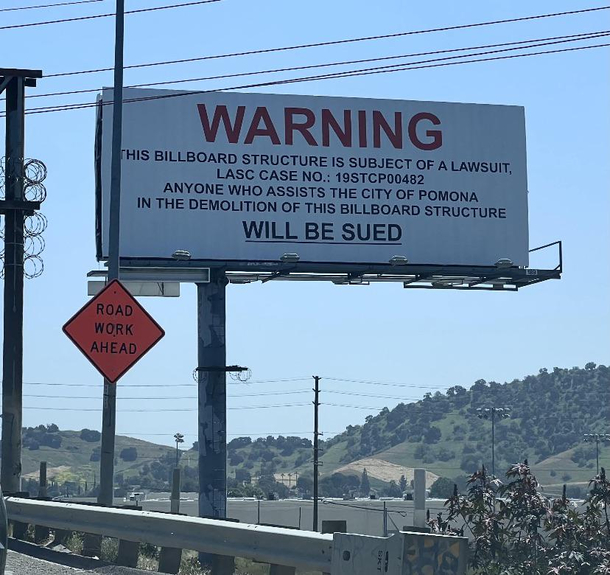 WARNING
THIS BILLBOARD STRUCTURE IS SUBJECT OF A LAWSUIT,
LASC CASE NO.: 19STCP00482
ANYONE WHO ASSISTS THE CITY OF POMONA
IN THE DEMOLITION OF THIS BILLBOARD STRUCTURE
WILL BE SUED
ROAD
WORK
AHEAD